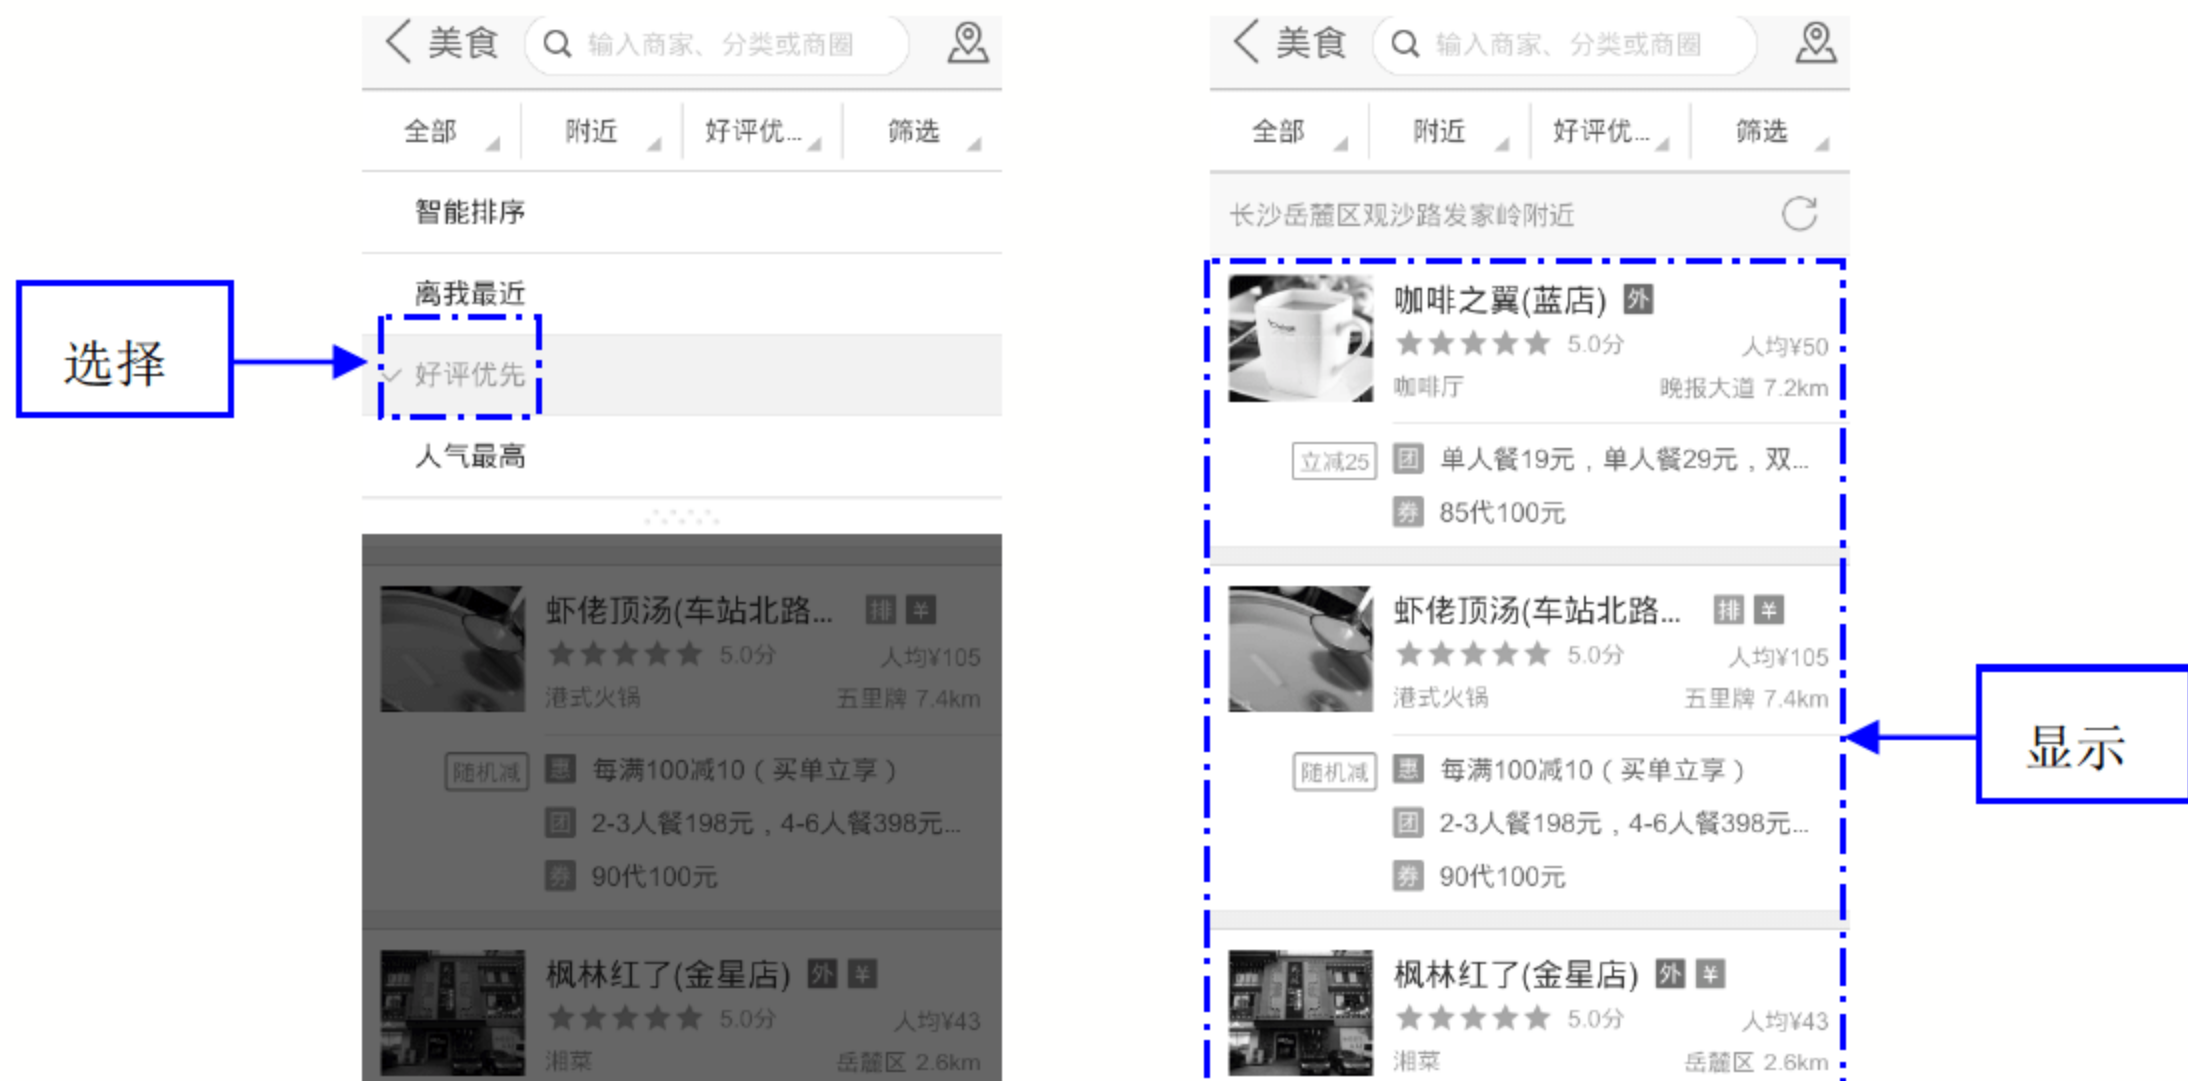 美食 输入商家、分类或商圈
全部 附近 好评优... 筛选
智能排序
离我最近
好评优先
人气最高
选择
虾佬顶汤(车站北路... 排 ¥
5.0分 人均¥105
港式火锅 五里牌 7.4km
随机减 惠 每满100减10（买单立享）
团 2-3人餐198元，4-6人餐398元...
券 90代100元
枫林红了(金星店) 外 ¥
5.0分 人均¥43
湘菜 岳麓区 2.6km
美食 输入商家、分类或商圈
全部 附近 好评优... 筛选
长沙岳麓区观沙路发家岭附近
咖啡之翼(蓝店) 外
5.0分 人均¥50
咖啡厅 晚报大道 7.2km
立减25 团 单人餐19元，单人餐29元，双...
券 85代100元
虾佬顶汤(车站北路... 排 ¥
5.0分 人均¥105
港式火锅 五里牌 7.4km
随机减 惠 每满100减10（买单立享）
团 2-3人餐198元，4-6人餐398元...
券 90代100元
枫林红了(金星店) 外 ¥
5.0分 人均¥43
湘菜 岳麓区 2.6km
显示